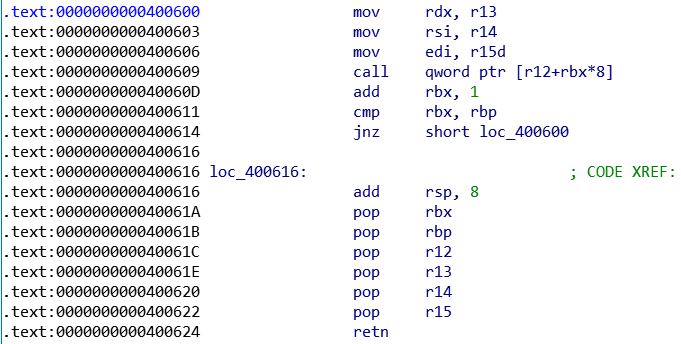 .text:0000000000400600 mov rdx, r13
.text:0000000000400603 mov rsi, r14
.text:0000000000400606 mov edi, r15d
.text:0000000000400609 call qword ptr [r12+rbx*8]
.text:000000000040060D add rbx, 1
.text:0000000000400611 cmp rbx, rbp
.text:0000000000400614 jnz short loc_400600
.text:0000000000400616
.text:0000000000400616 loc_400616: ; CODE XREF:
.text:0000000000400616 add rsp, 8
.text:000000000040061A pop rbx
.text:000000000040061B pop rbp
.text:000000000040061C pop r12
.text:000000000040061E pop r13
.text:0000000000400620 pop r14
.text:0000000000400622 pop r15
.text:0000000000400624 retn